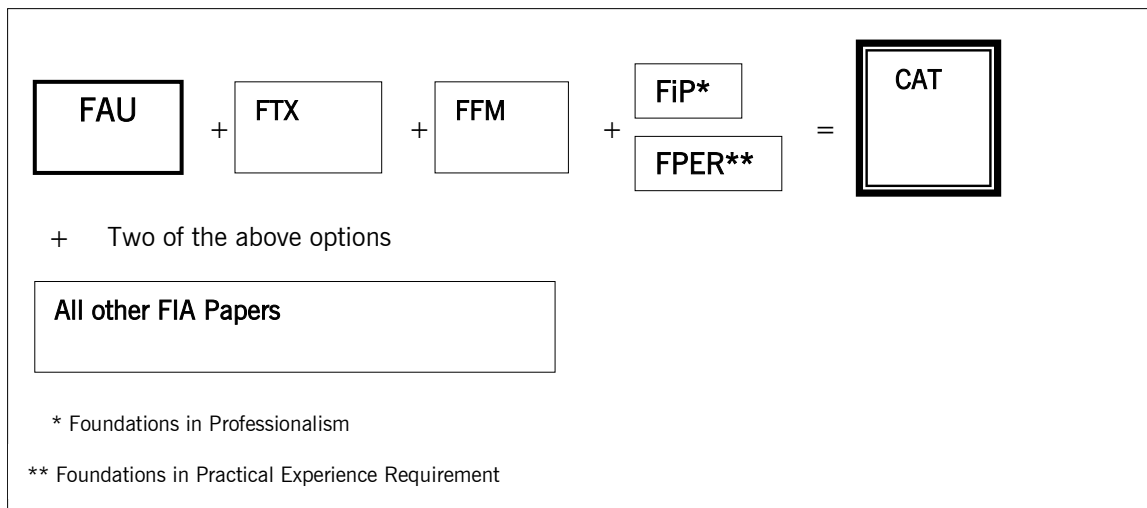 FAU + FTX + FFM + FiP* = CAT
FPER**
+ Two of the above options
All other FIA Papers
* Foundations in Professionalism
** Foundations in Practical Experience Requirement